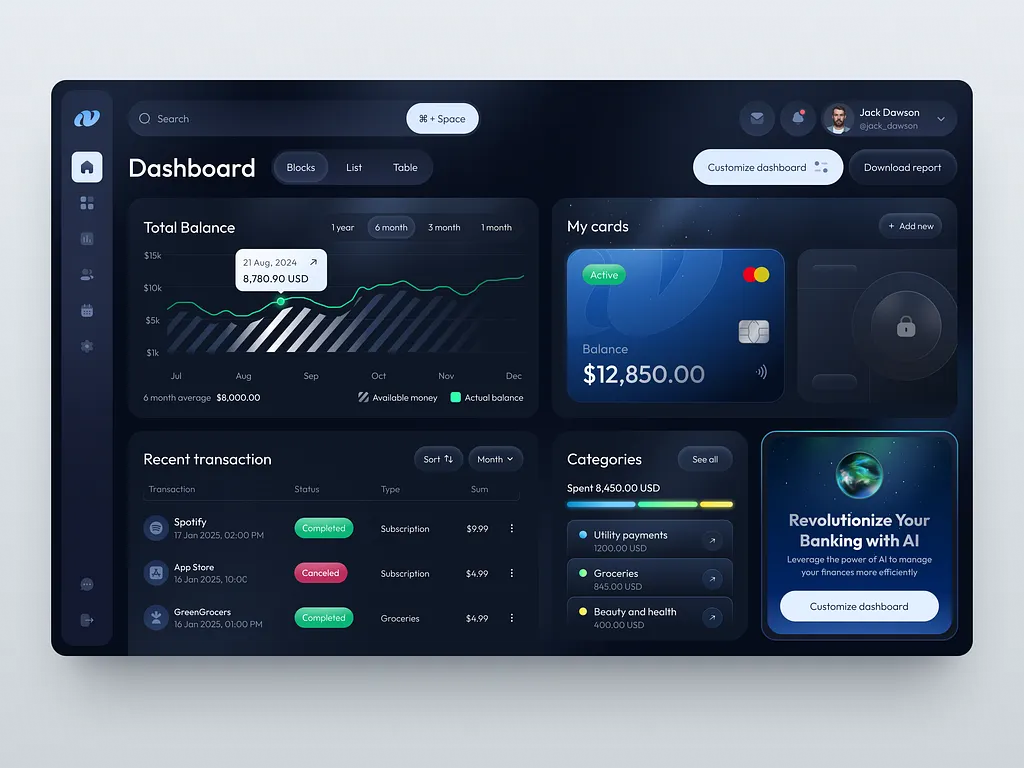 Search
⌘ + Space
Jack Dawson
@jack_dawson
Dashboard
Blocks
List
Table
Customize dashboard
Download report
Total Balance
1 year
6 month
3 month
1 month
$15k
$10k
$5k
$1k
21 Aug, 2024
8,780.90 USD
Jul
Aug
Sep
Oct
Nov
Dec
6 month average $8,000.00
Available money
Actual balance
My cards
+ Add new
Active
Balance
$12,850.00
Recent transaction
Sort
Month
Transaction
Status
Type
Sum
Spotify
17 Jan 2025, 02:00 PM
Completed
Subscription
$9.99
App Store
16 Jan 2025, 10:00
Canceled
Subscription
$4.99
GreenGrocers
16 Jan 2025, 01:00 PM
Completed
Groceries
$4.99
Categories
See all
Spent 8,450.00 USD
Utility payments
1200.00 USD
Groceries
845.00 USD
Beauty and health
400.00 USD
Revolutionize Your
Banking with AI
Leverage the power of AI to manage
your finances more efficiently
Customize dashboard